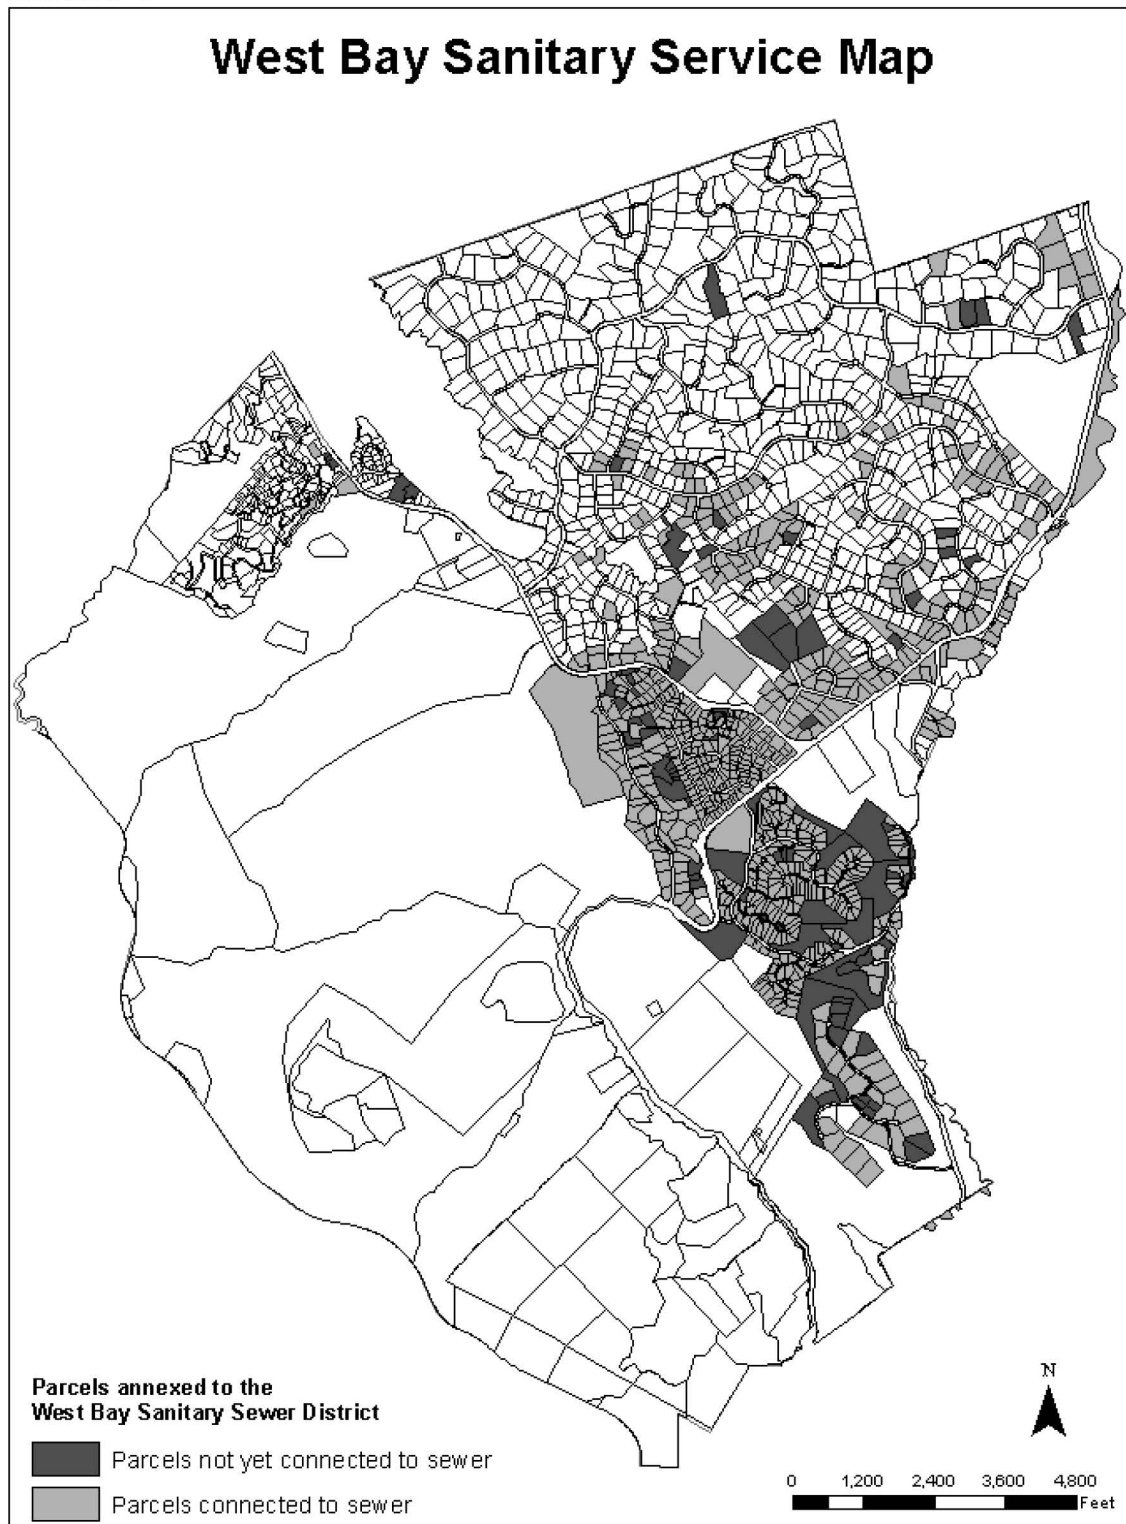 West Bay Sanitary Service Map
N
Parcels annexed to the
West Bay Sanitary Sewer District
Parcels not yet connected to sewer
Parcels connected to sewer
0 1,200 2,400 3,600 4,800
Feet